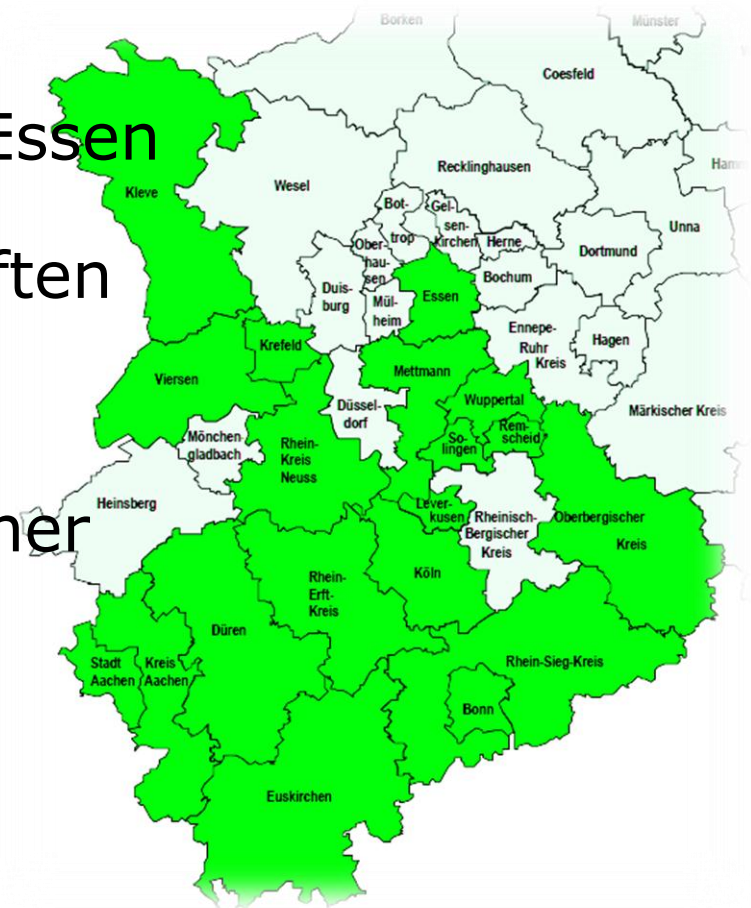 Borken
Münster
Coesfeld
Essen
Hamm
Recklinghausen
Kleve
Wesel
Bot-
trop
Gel-
sen-
kirchen
Herne
Unna
Dortmund
Ober-
hau-
sen
ften
Duis-
burg
Mül-
heim
Essen
Bochum
Ennepe-
Ruhr
Kreis
Hagen
Krefeld
Mettmann
Viersen
Wuppertal
Düssel-
dorf
Märkischer Kreis
Mönchen-
gladbach
Rhein-
Kreis
Neuss
So-
lingen
Rem-
scheid
Heinsberg
ner
Lever-
kusen
Rheinisch-
Bergischer
Kreis
Oberbergischer
Kreis
Köln
Rhein-
Erft-
Kreis
Düren
Stadt
Aachen
Kreis
Aachen
Rhein-Sieg-Kreis
Bonn
Euskirchen